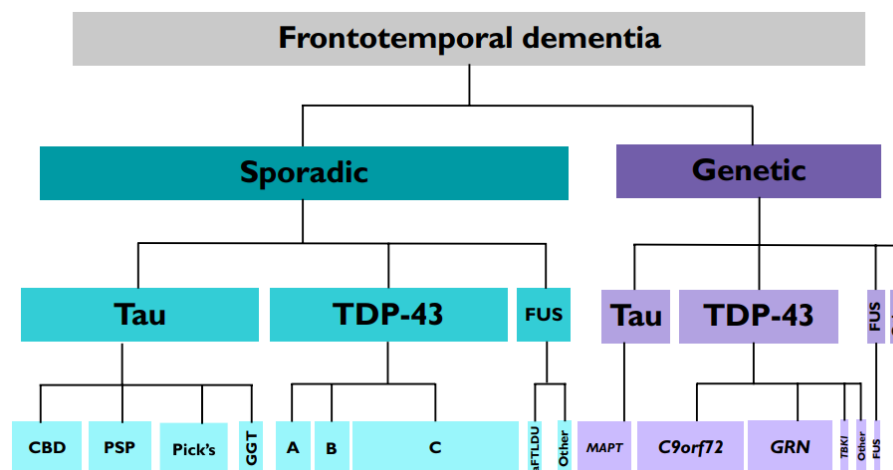 Frontotemporal dementia
Sporadic
Genetic
Tau
TDP-43
FUS
Tau
TDP-43
FUS
CBD
PSP
Pick's
GGT
A
B
C
aFTLDU
Other
MAPT
C9orf72
GRN
TBK1
Other
FUS